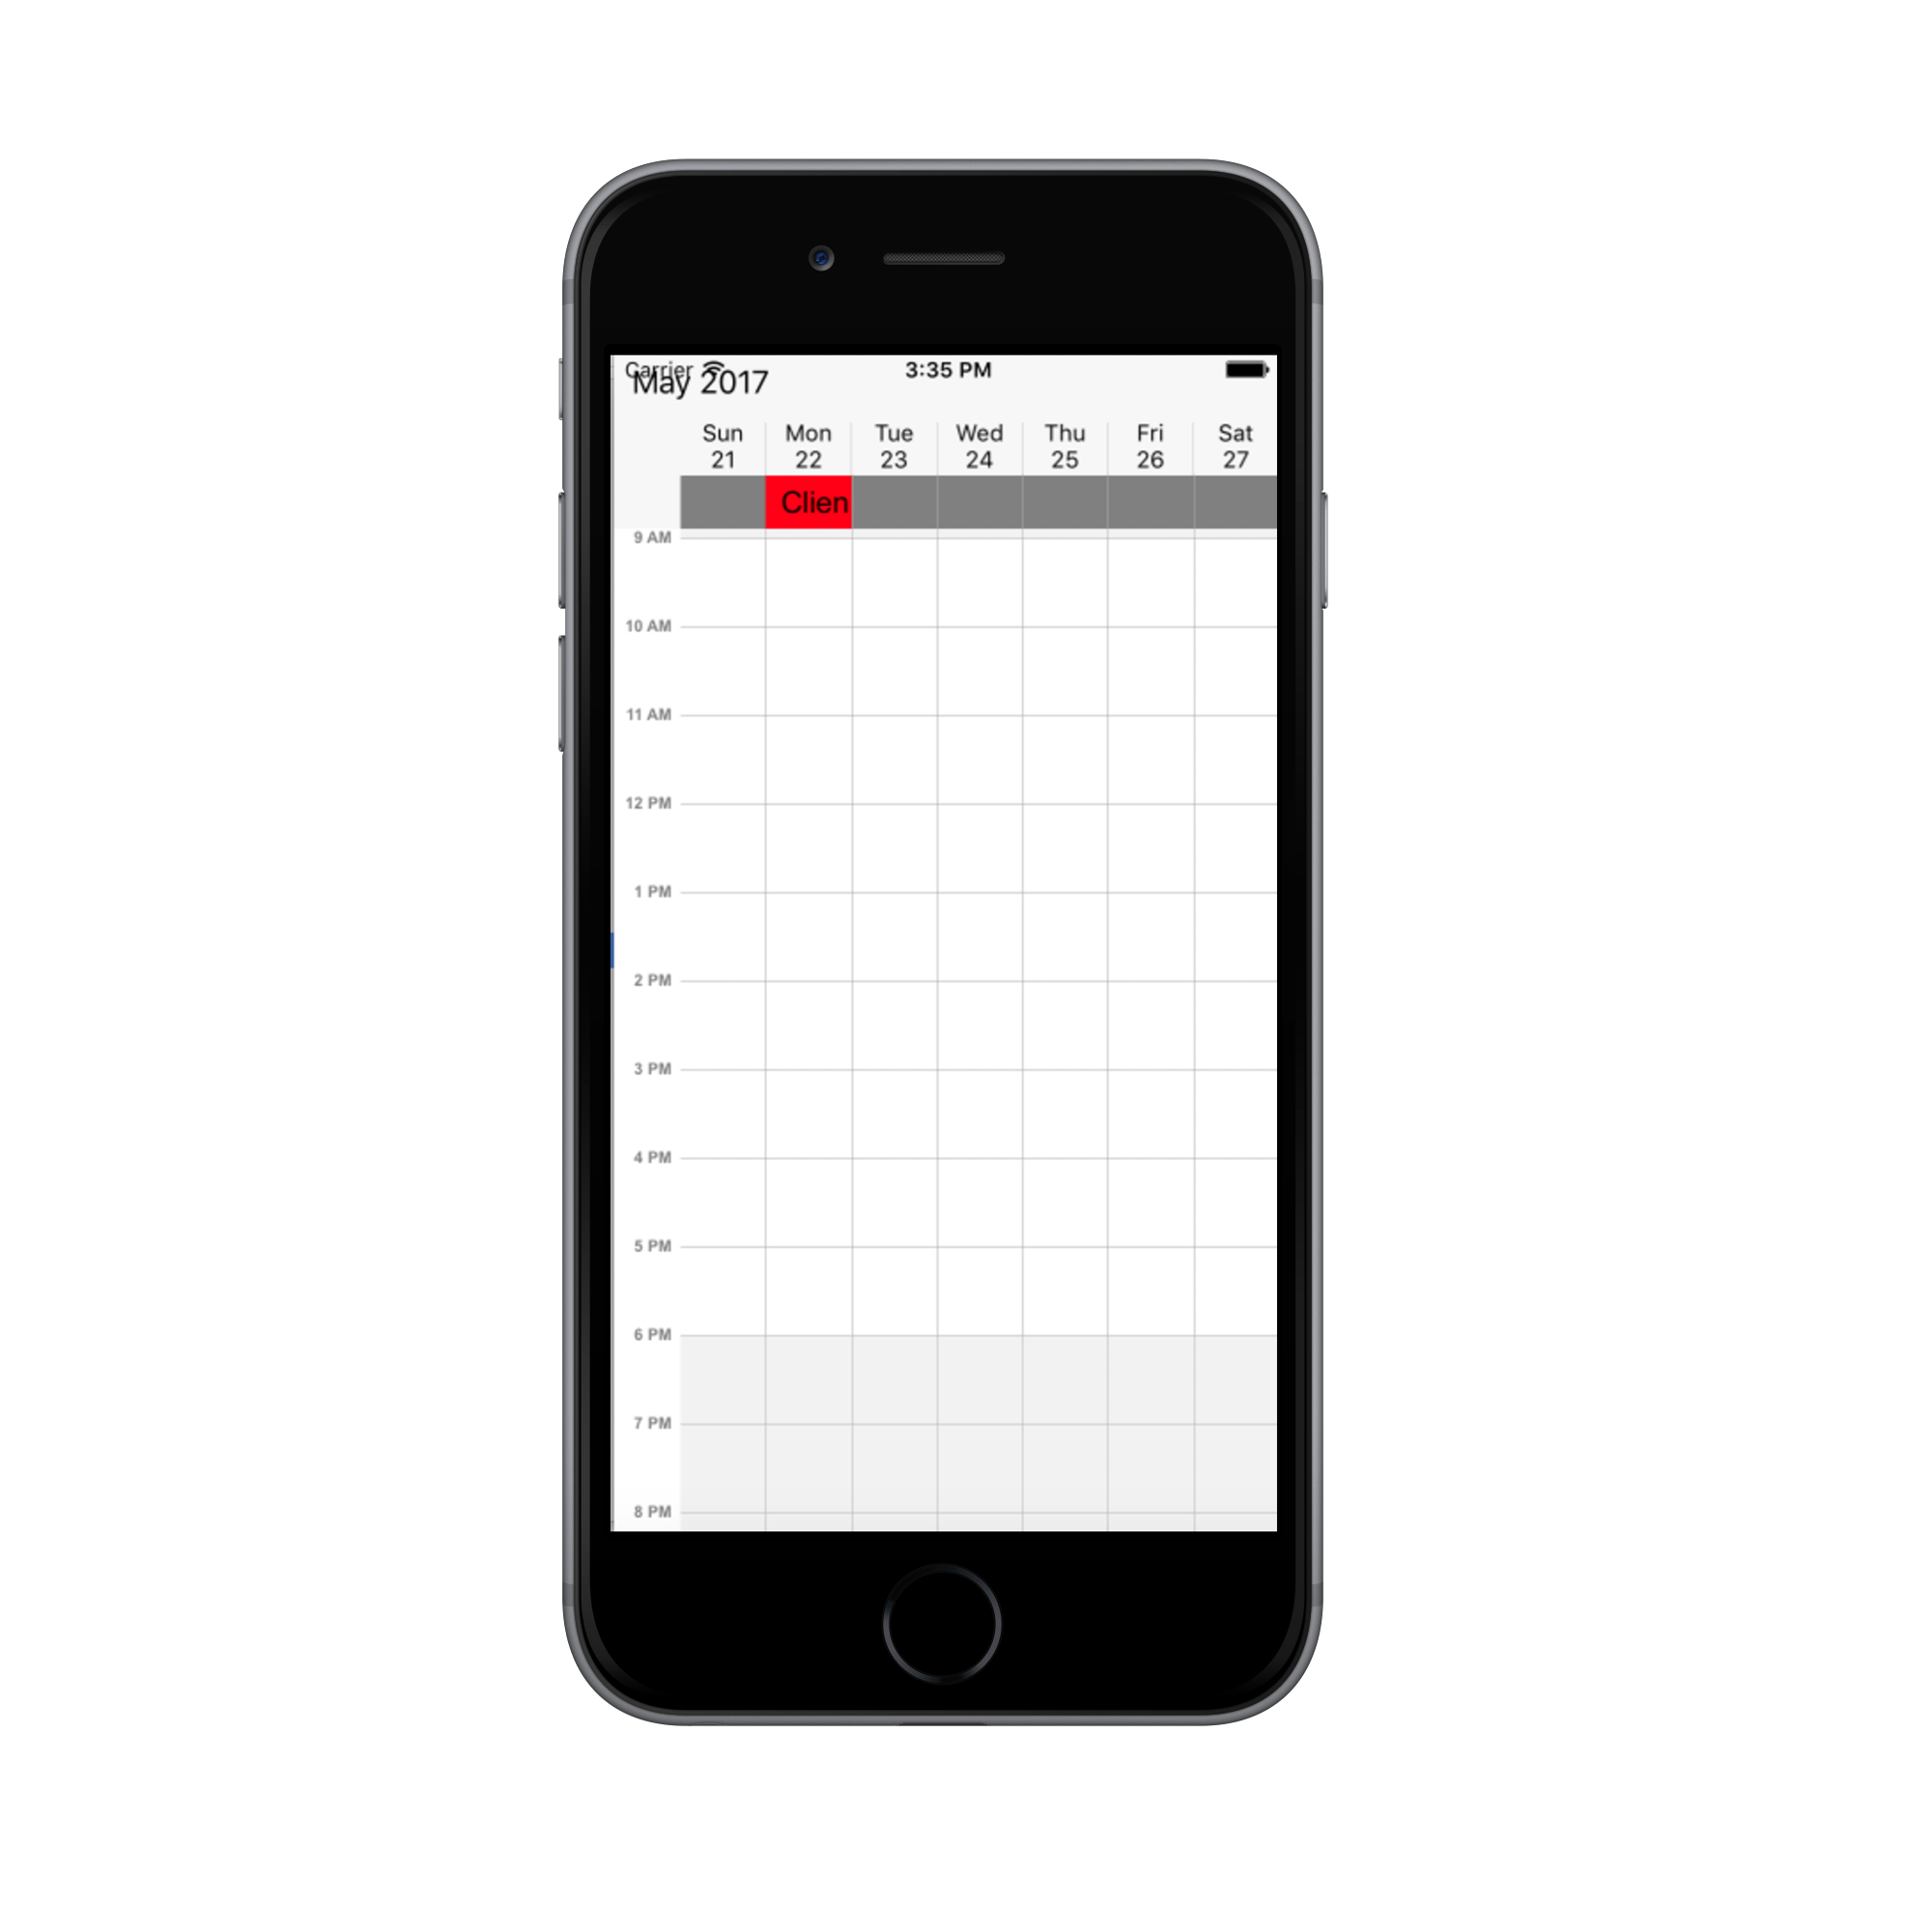 Carrier 3:35 PM
May 2017
Sun Mon Tue Wed Thu Fri Sat
21 22 23 24 25 26 27
Clien
9 AM
10 AM
11 AM
12 PM
1 PM
2 PM
3 PM
4 PM
5 PM
6 PM
7 PM
8 PM